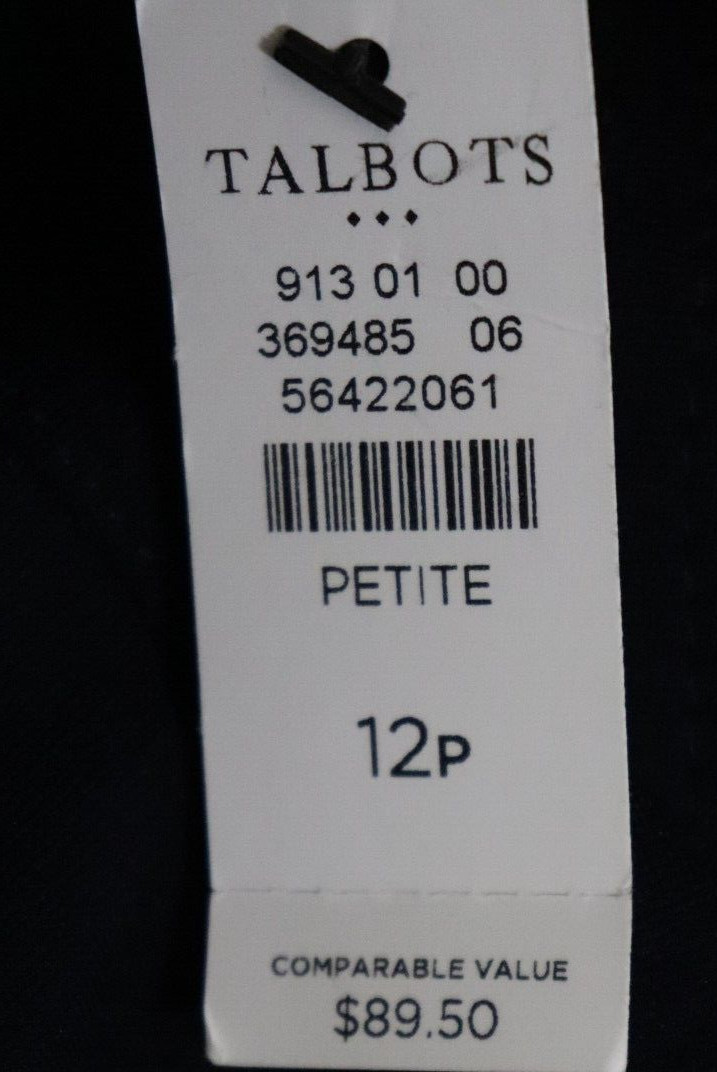 TALBOTS
913 01 00
369485 06
56422061
PETITE
12P
COMPARABLE VALUE
$89.50